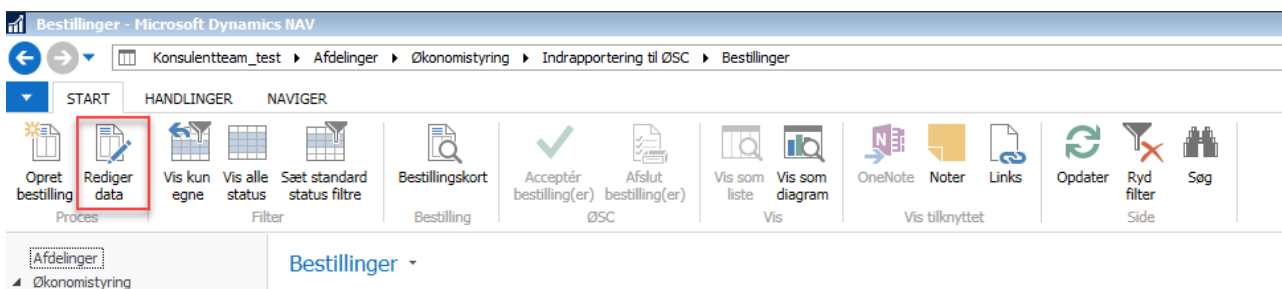 Bestillinger - Microsoft Dynamics NAV
Konsulentteam_test ▸ Afdelinger ▸ Økonomistyring ▸ Indrapportering til ØSC ▸ Bestillinger
START HANDLINGER NAVIGER
Opret Rediger Vis kun Vis alle Sæt standard Bestillingskort Acceptér Afslut Vis som Vis som OneNote Noter Links Opdater Ryd Søg
bestilling data egne status status filtre bestilling(er) bestilling(er) liste diagram filter
Proces Filter Bestilling ØSC Vis Vis tilknyttet Side
Afdelinger
Bestillinger
Økonomistyring